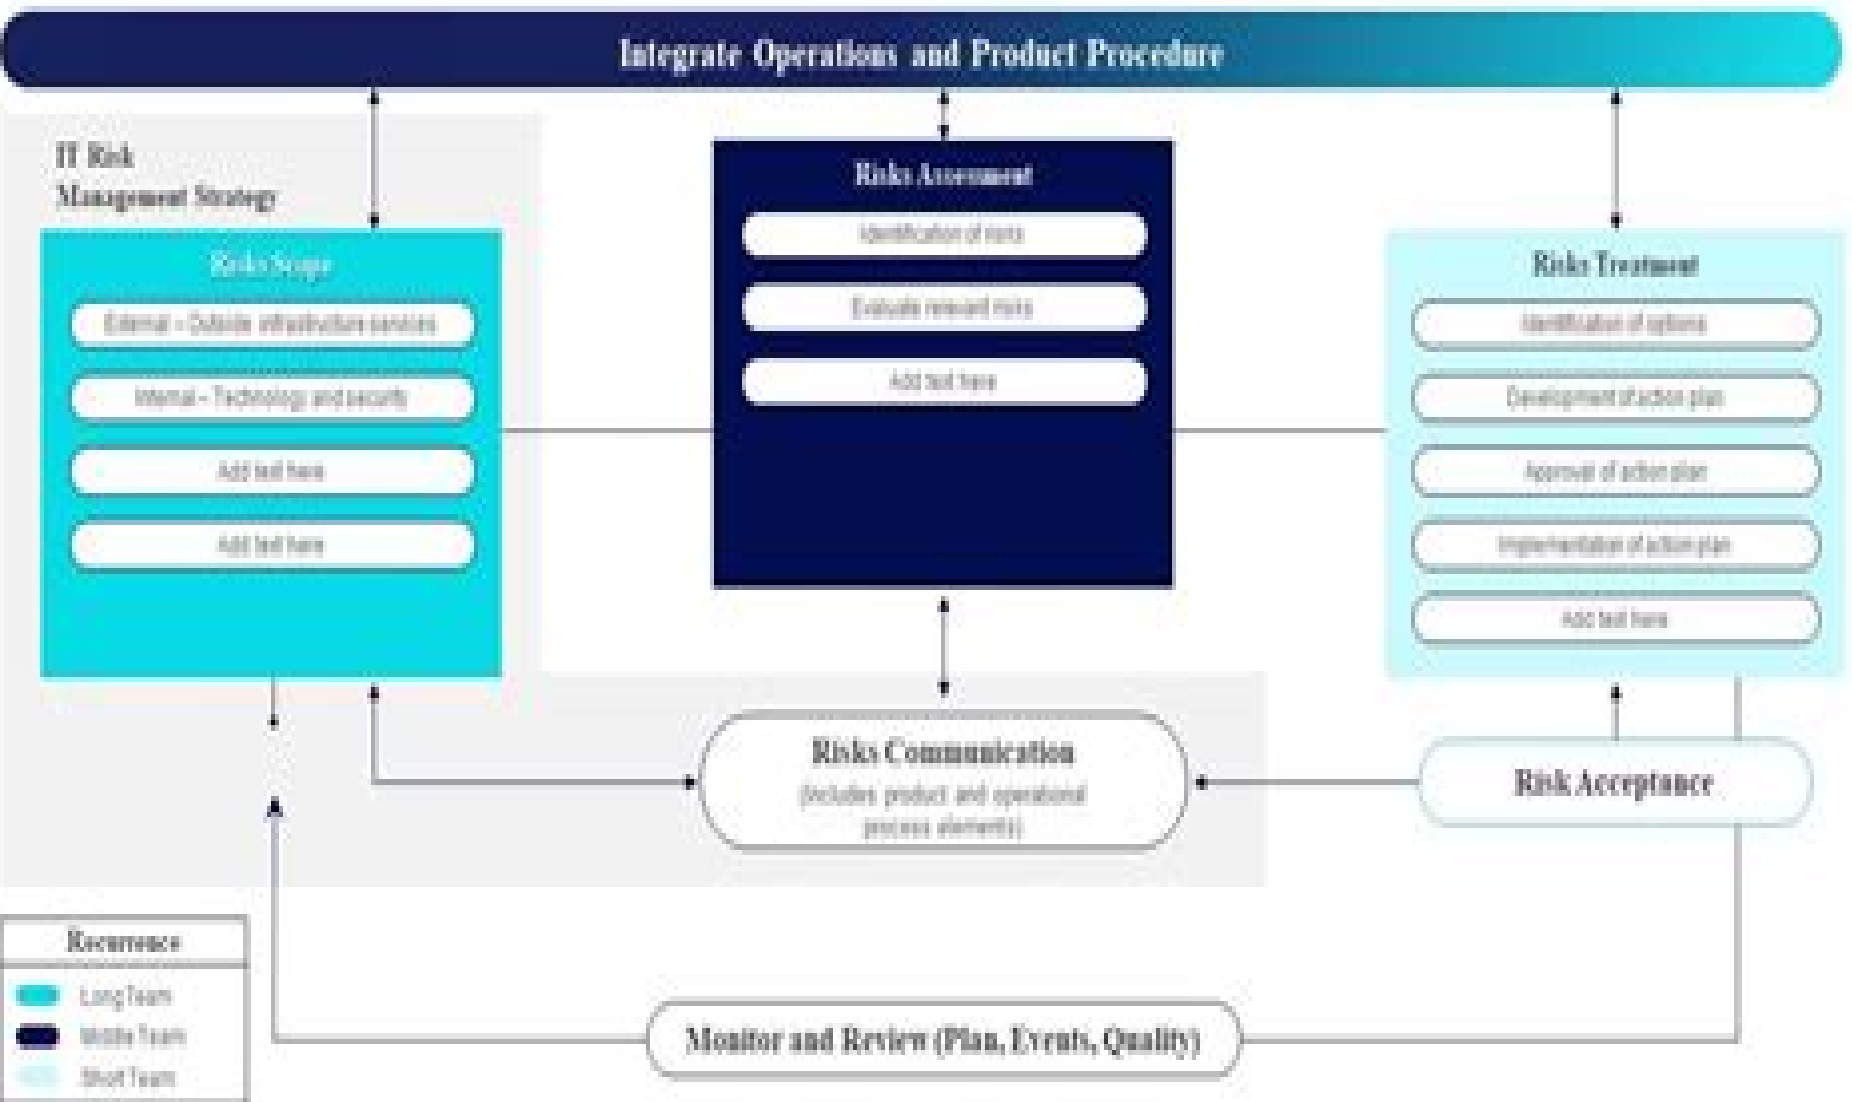 Integrate Operations and Product Procedure
IT Risk
Management Strategy
Risks Scope
External – Outside infrastructure services
Internal – Technology and security
Add text here
Add text here
Risks Assessment
Identification of risks
Evaluate relevant risks
Add text here
Risks Treatment
Identification of options
Development of action plan
Approval of action plan
Implementation of action plan
Add text here
Risks Communication
(Includes product and operational
process elements)
Risk Acceptance
Recurrence
Long Team
Middle Team
Short Team
Monitor and Review (Plan, Events, Quality)